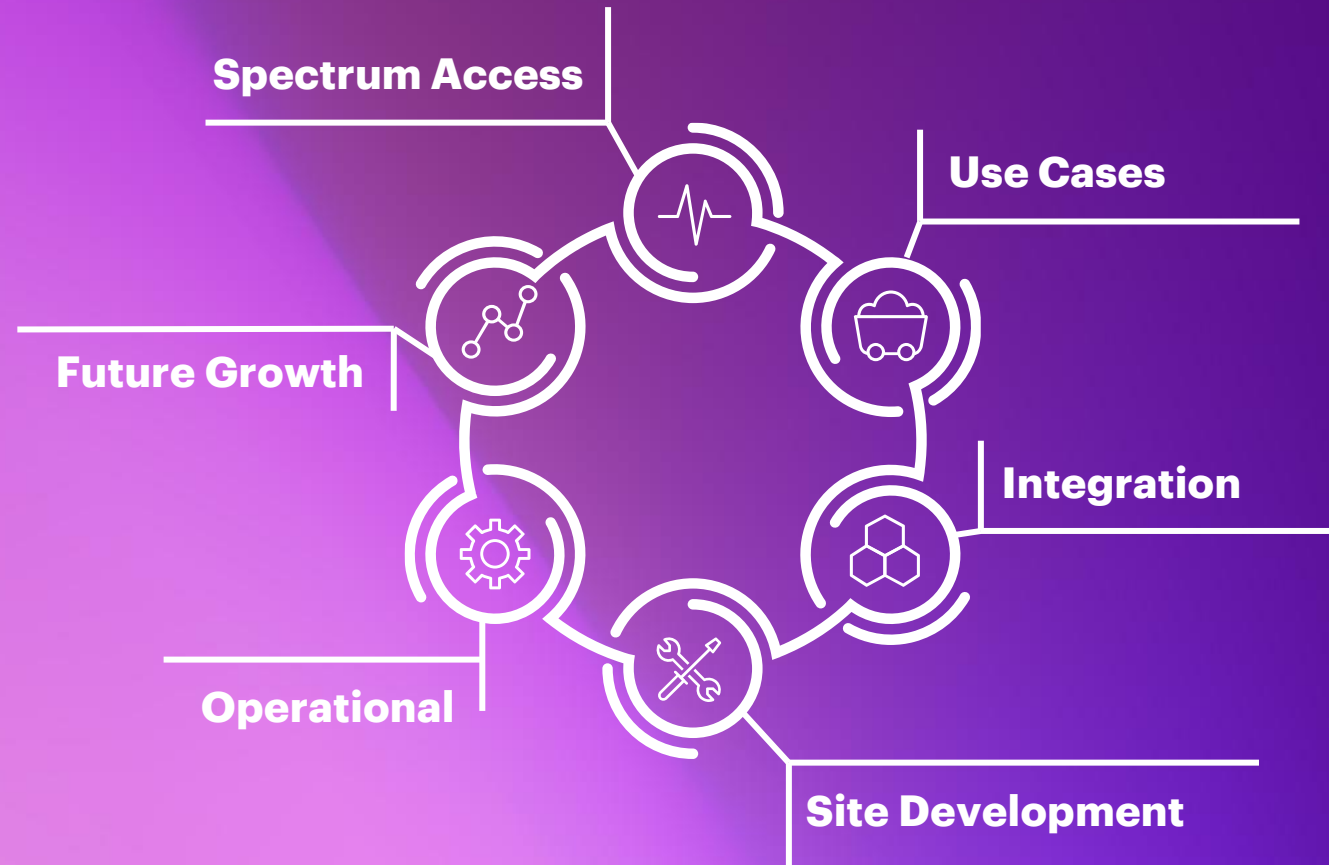 Spectrum Access
Use Cases
Future Growth
Integration
Operational
Site Development